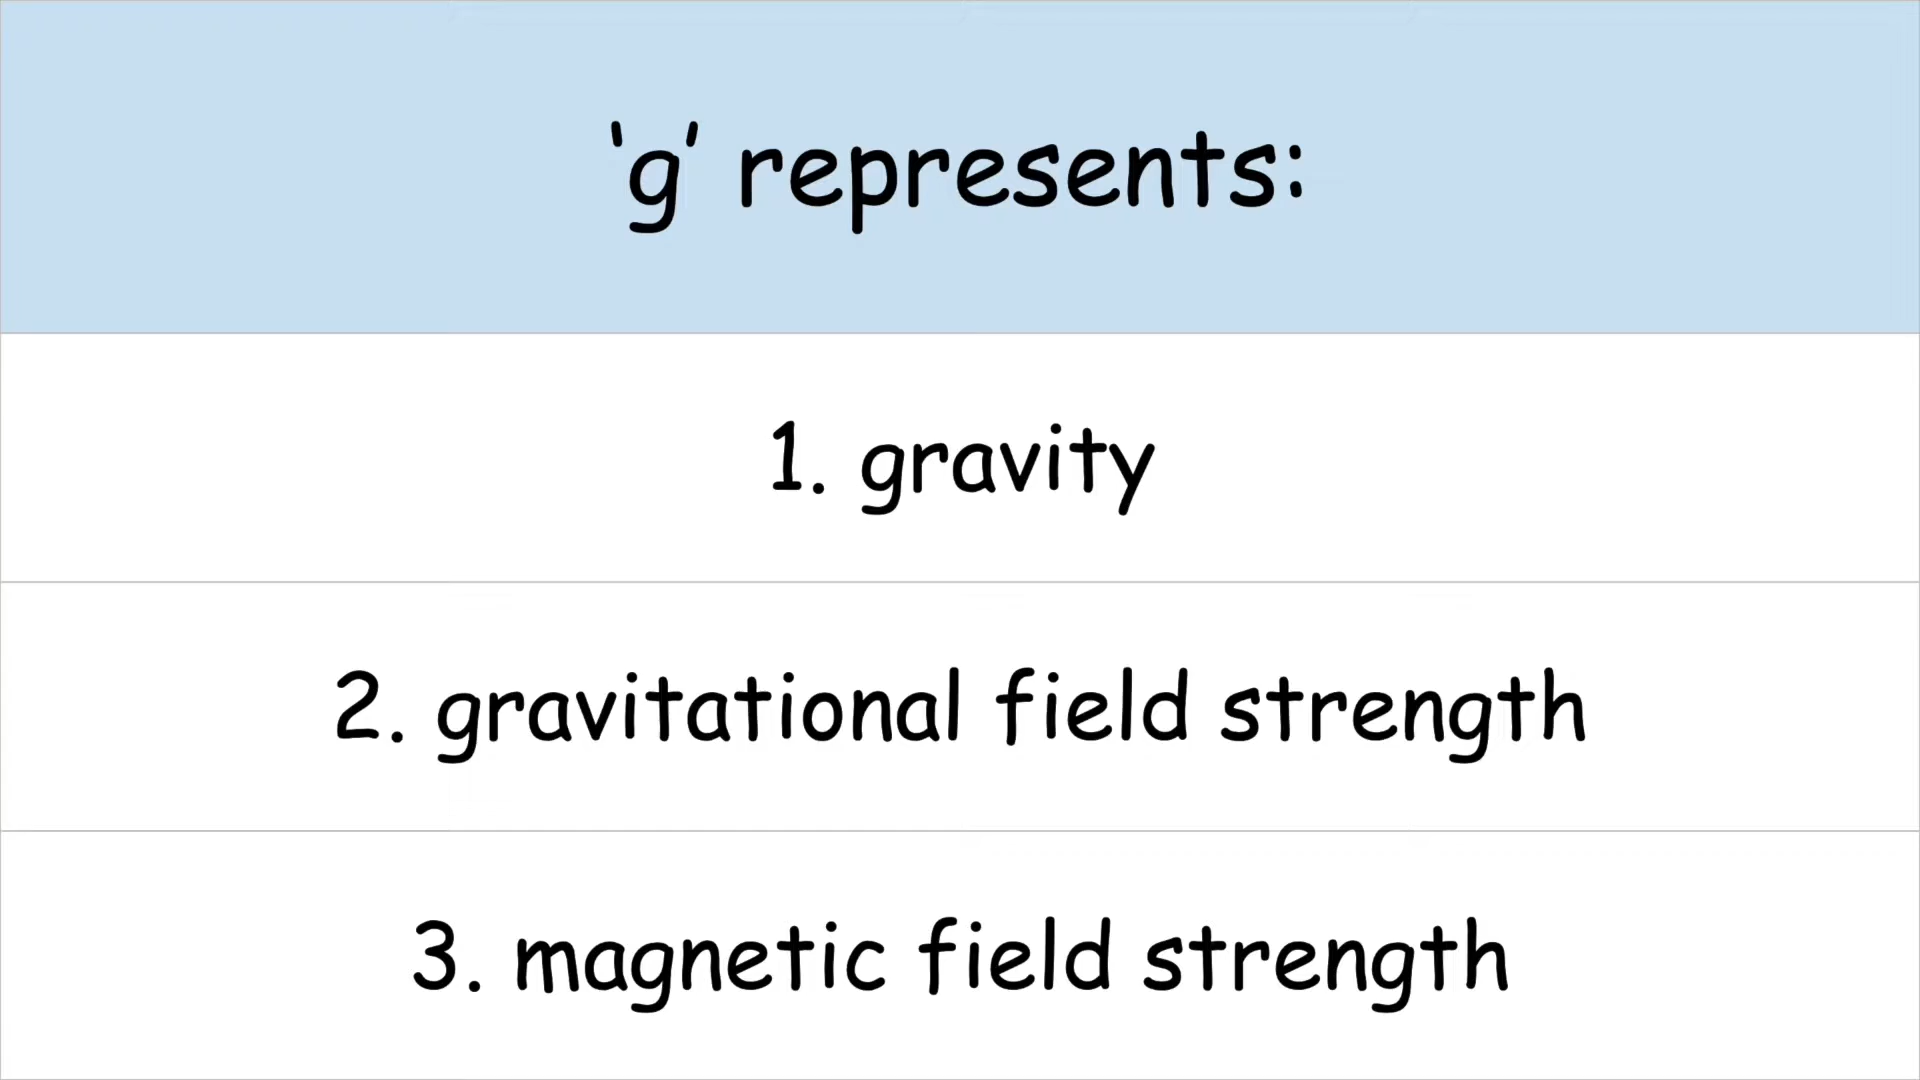 ‘g’ represents:
1. gravity
2. gravitational field strength
3. magnetic field strength